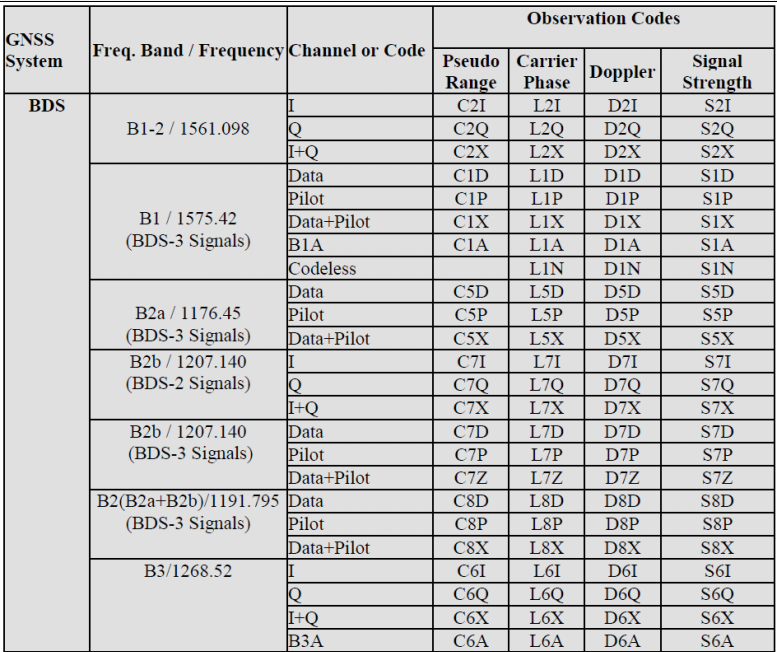 GNSS System | Freq. Band / Frequency | Channel or Code | Observation Codes
Pseudo Range | Carrier Phase | Doppler | Signal Strength
BDS | B1-2 / 1561.098 | I | C2I | L2I | D2I | S2I
Q | C2Q | L2Q | D2Q | S2Q
I+Q | C2X | L2X | D2X | S2X
B1 / 1575.42 (BDS-3 Signals) | Data | C1D | L1D | D1D | S1D
Pilot | C1P | L1P | D1P | S1P
Data+Pilot | C1X | L1X | D1X | S1X
B1A | C1A | L1A | D1A | S1A
Codeless | L1N | D1N | S1N
B2a / 1176.45 (BDS-3 Signals) | Data | C5D | L5D | D5D | S5D
Pilot | C5P | L5P | D5P | S5P
Data+Pilot | C5X | L5X | D5X | S5X
B2b / 1207.140 (BDS-2 Signals) | I | C7I | L7I | D7I | S7I
Q | C7Q | L7Q | D7Q | S7Q
I+Q | C7X | L7X | D7X | S7X
B2b / 1207.140 (BDS-3 Signals) | Data | C7D | L7D | D7D | S7D
Pilot | C7P | L7P | D7P | S7P
Data+Pilot | C7Z | L7Z | D7Z | S7Z
B2(B2a+B2b)/1191.795 (BDS-3 Signals) | Data | C8D | L8D | D8D | S8D
Pilot | C8P | L8P | D8P | S8P
Data+Pilot | C8X | L8X | D8X | S8X
B3/1268.52 | I | C6I | L6I | D6I | S6I
Q | C6Q | L6Q | D6Q | S6Q
I+Q | C6X | L6X | D6X | S6X
B3A | C6A | L6A | D6A | S6A